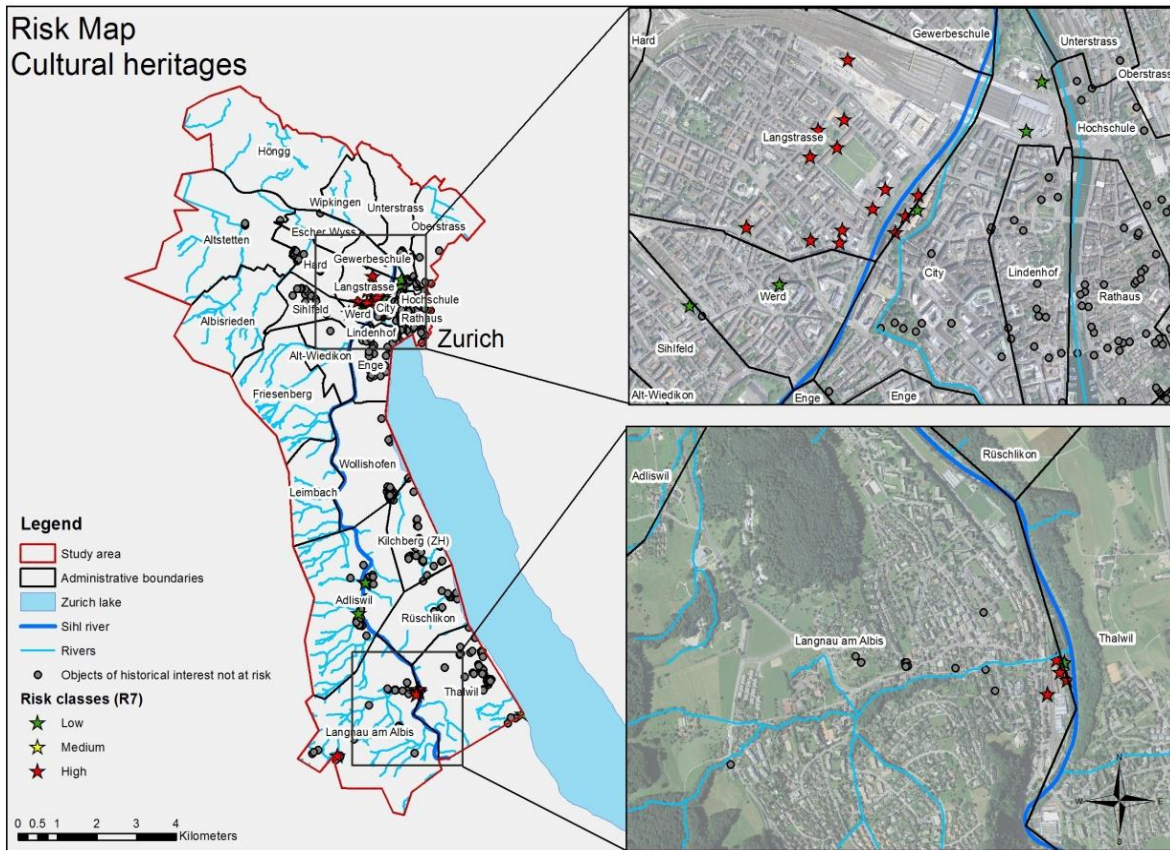 Risk Map
Cultural heritages
Höngg
Wipkingen
Unterstrass
Oberstrass
Altstetten
Escher Wyss
Gewerbeschule
Hard
Langstrasse
Hochschule
City
Sihlfeld
Werd
Rathaus
Albisrieden
Lindenhof
Zurich
Alt-Wiedikon
Enge
Friesenberg
Wollishofen
Leimbach
Kilchberg (ZH)
Adliswil
Rüschlikon
Thalwil
Langnau am Albis
Legend
Study area
Administrative boundaries
Zurich lake
Sihl river
Rivers
Objects of historical interest not at risk
Risk classes (R7)
Low
Medium
High
0 0.5 1 2 3 4
Kilometers
Hard
Gewerbeschule
Unterstrass
Oberstrass
Langstrasse
Hochschule
City
Lindenhof
Rathaus
Werd
Sihlfeld
Alt-Wiedikon
Enge
Enge
Adliswil
Rüschlikon
Langnau am Albis
Thalwil
N
W
E
S